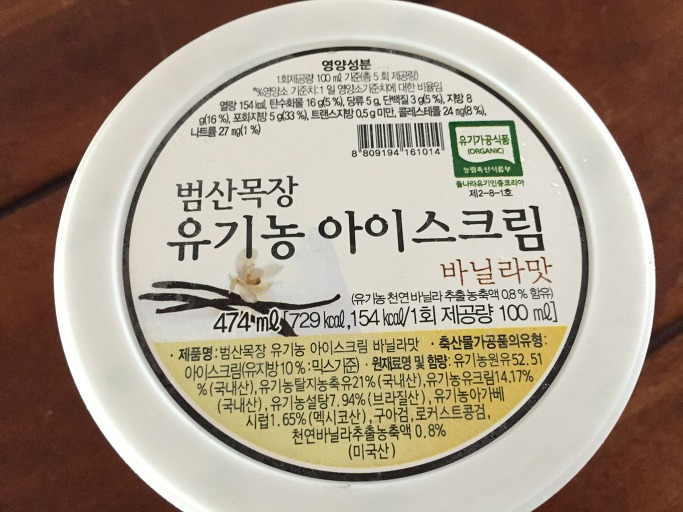 영양성분
1회제공량 100 ml 기준(총 5 회 제공량)
*%영양소 기준치:1일 영양소기준치에 대한 비율임
열량 154 kcal, 탄수화물 16 g(5 %), 당류 5 g, 단백질 3 g(5 %), 지방 8
g(16 %), 포화지방 5 g(33 %), 트랜스지방 0.5 g 미만, 콜레스테롤 24 mg(8 %),
나트륨 27 mg(1 %)
8 809194 161014
유기가공식품
(ORGANIC)
농림축산식품부
돌나라유기인증코리아
제2-8-1호
범산목장
유기농 아이스크림
바닐라맛
(유기농 천연 바닐라 추출 농축액 0.8 % 함유)
474 ml [729 kcal, 154 kcal/1회 제공량 100 ml]
· 제품명: 범산목장 유기농 아이스크림 바닐라맛 · 축산물가공품의유형:
아이스크림(유지방10%:믹스기준) · 원재료명 및 함량: 유기농원유52.51
%(국내산),유기농탈지농축유21%(국내산),유기농유크림14.17%
(국내산),유기농설탕7.94%(브라질산),유기농아가베
시럽1.65%(멕시코산),구아검,로커스트콩검,
천연바닐라추출농축액 0.8%
(미국산)